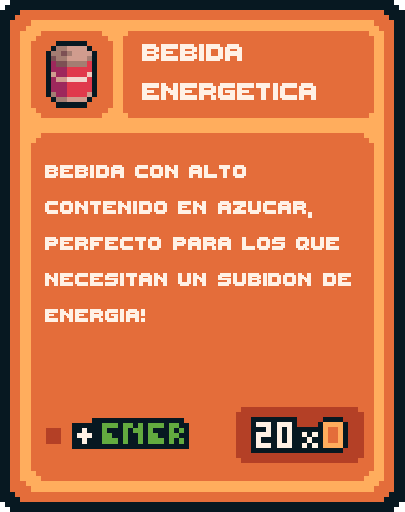 BEBIDA
ENERGETICA
BEBIDA CON ALTO
CONTENIDO EN AZUCAR,
PERFECTO PARA LOS QUE
NECESITAN UN SUBIDON DE
ENERGIA!
+ENER
20x